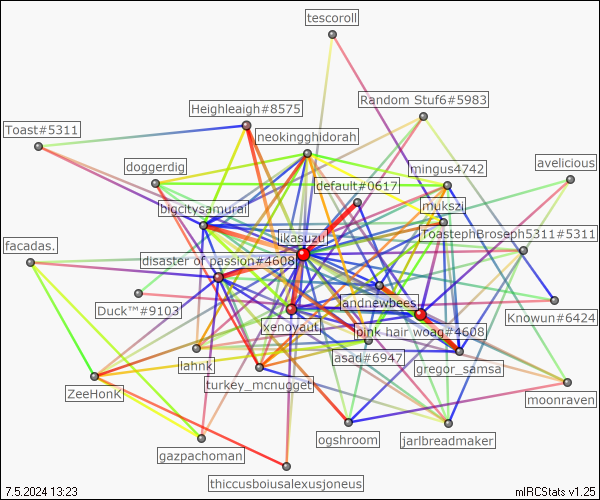 tescoroll
Random Stuf6#5983
Heighleaigh#8575
Toast#5311
neokingghidorah
avelicious
doggerdig
mingus4742
default#0617
mukszi
bigcitysamurai
ikasuzu
ToastephBroseph5311#5311
facadas.
disaster of passion#4608
landnewbees
Duck™#9103
Knowun#6424
xenovaut
pink hair woag#4608
asad#6947
lahnk
gregor_samsa
turkey_mcnugget
ZeeHonK
moonraven
ogshroom
jarlbreadmaker
gazpachoman
thiccusboiusalexusjoneus
7.5.2024 13:23
mIRCStats v1.25